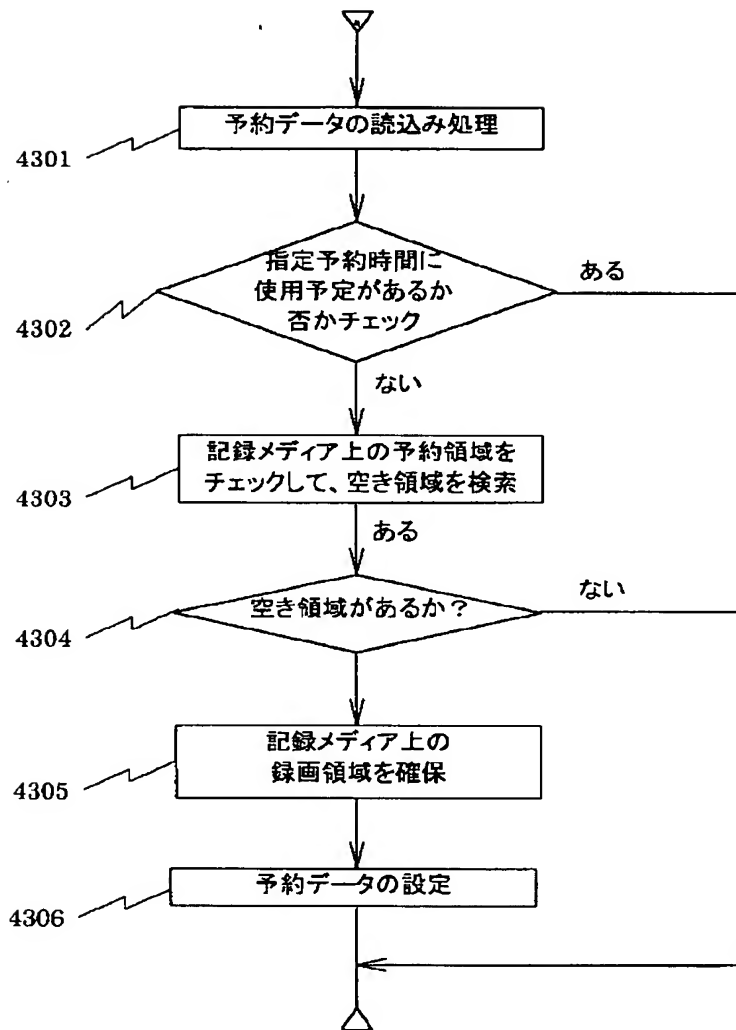 予約データの読込み処理
4301
指定予約時間に
使用予定があるか
否かチェック
ある
4302
ない
記録メディア上の予約領域を
チェックして、空き領域を検索
4303
ある
ない
空き領域があるか？
4304
記録メディア上の
録画領域を確保
4305
予約データの設定
4306